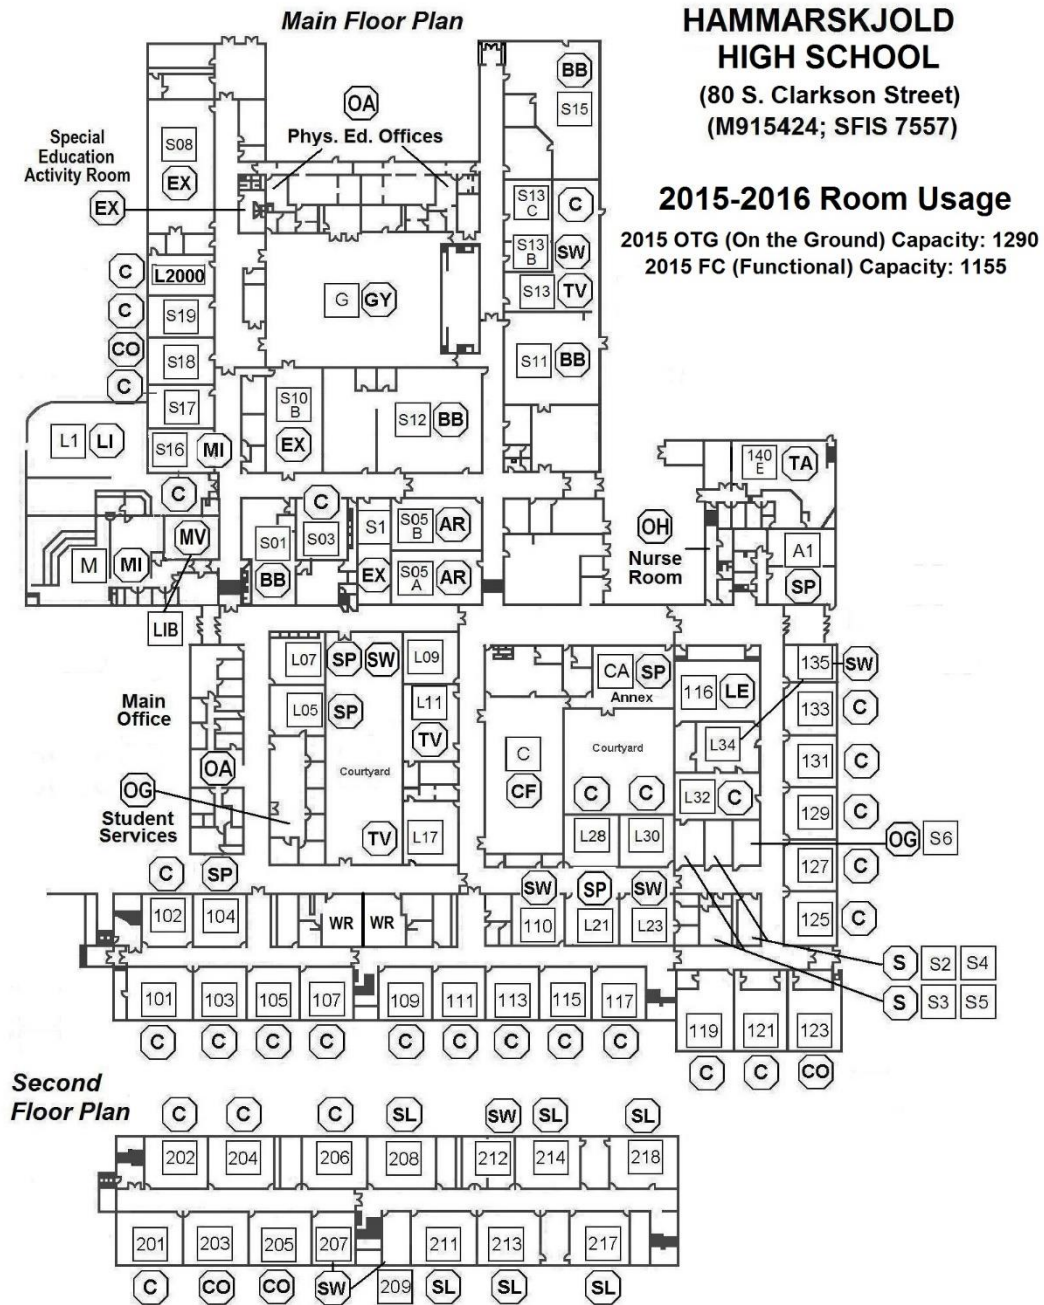 Main Floor Plan
HAMMARSKJOLD
HIGH SCHOOL
(80 S. Clarkson Street)
(M915424; SFIS 7557)
2015-2016 Room Usage
2015 OTG (On the Ground) Capacity: 1290
2015 FC (Functional) Capacity: 1155
OA
Phys. Ed. Offices
Special
Education
Activity Room
EX
S08
EX
BB
S15
S13
C
C
S13
B
SW
S13
TV
C
L2000
C
S19
CO
S18
C
S17
G
GY
S11
BB
L1
LI
S16
MI
C
S10
B
EX
S12
BB
140
E
TA
M
MI
MV
LIB
S01
BB
C
S03
S1
EX
S05
B
AR
S05
A
AR
OH
Nurse
Room
A1
SP
Main
Office
OA
OG
Student
Services
L07
SP
SW
L09
L05
SP
L11
TV
Courtyard
TV
L17
CA
SP
Annex
C
CF
Courtyard
C
C
L28
L30
116
LE
L34
L32
C
135
SW
133
C
131
C
129
C
127
C
125
C
OG
S6
C
SP
102
104
WR
WR
SW
SP
SW
110
L21
L23
S
S2
S4
S
S3
S5
101
103
105
107
109
111
113
115
117
C
C
C
C
C
C
C
C
C
119
121
123
C
C
CO
Second
Floor Plan
C
C
C
SL
SW
SL
SL
202
204
206
208
212
214
218
201
203
205
207
211
213
217
C
CO
CO
SW
209
SL
SL
SL